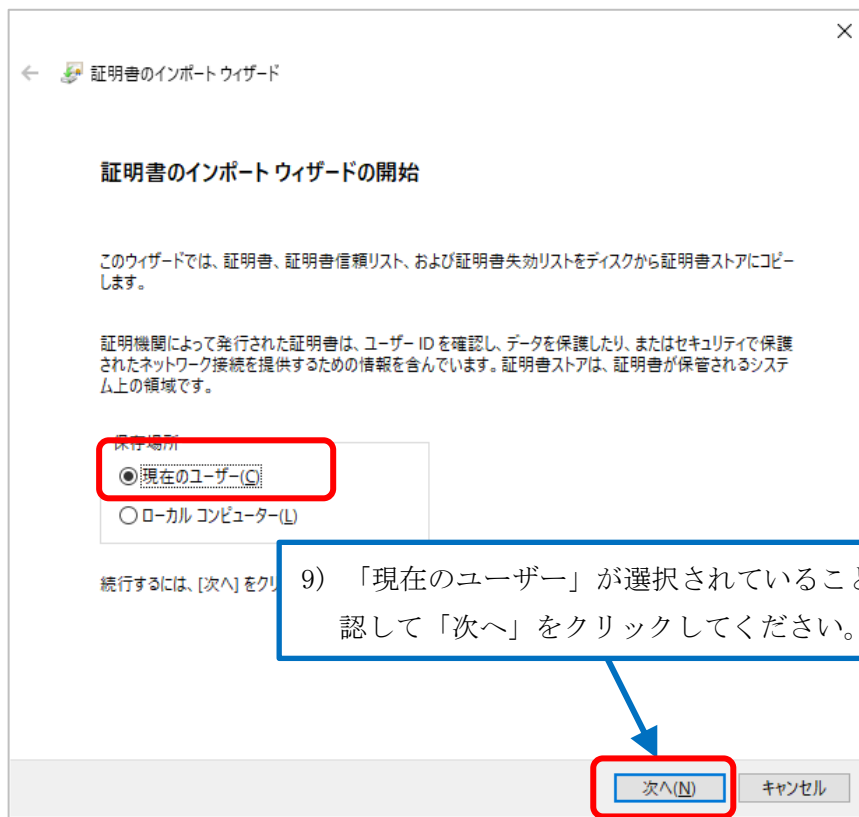 証明書のインポート ウィザード
証明書のインポート ウィザードの開始
このウィザードでは、証明書、証明書信頼リスト、および証明書失効リストをディスクから証明書ストアにコピー
します。
証明機関によって発行された証明書は、ユーザー ID を確認し、データを保護したり、またはセキュリティで保護
されたネットワーク接続を提供するための情報を含んでいます。証明書ストアは、証明書が保管されるシステ
ム上の領域です。
保存場所
現在のユーザー(C)
ローカル コンピューター(L)
続行するには、[次へ] をクリ
9) 「現在のユーザー」が選択されていること
認して「次へ」をクリックしてください。
次へ(N)
キャンセル